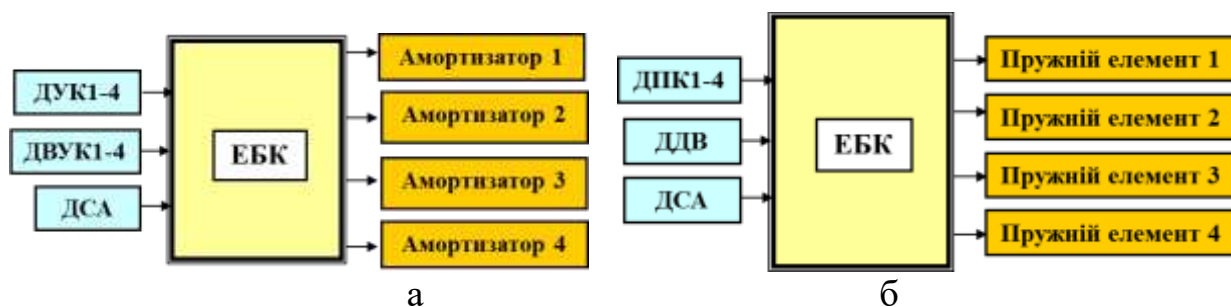 ДУК1-4
ДВУК1-4
ДСА
ЕБК
Амортизатор 1
Амортизатор 2
Амортизатор 3
Амортизатор 4
а
ДПК1-4
ДДВ
ДСА
ЕБК
Пружній елемент 1
Пружній елемент 2
Пружній елемент 3
Пружній елемент 4
б